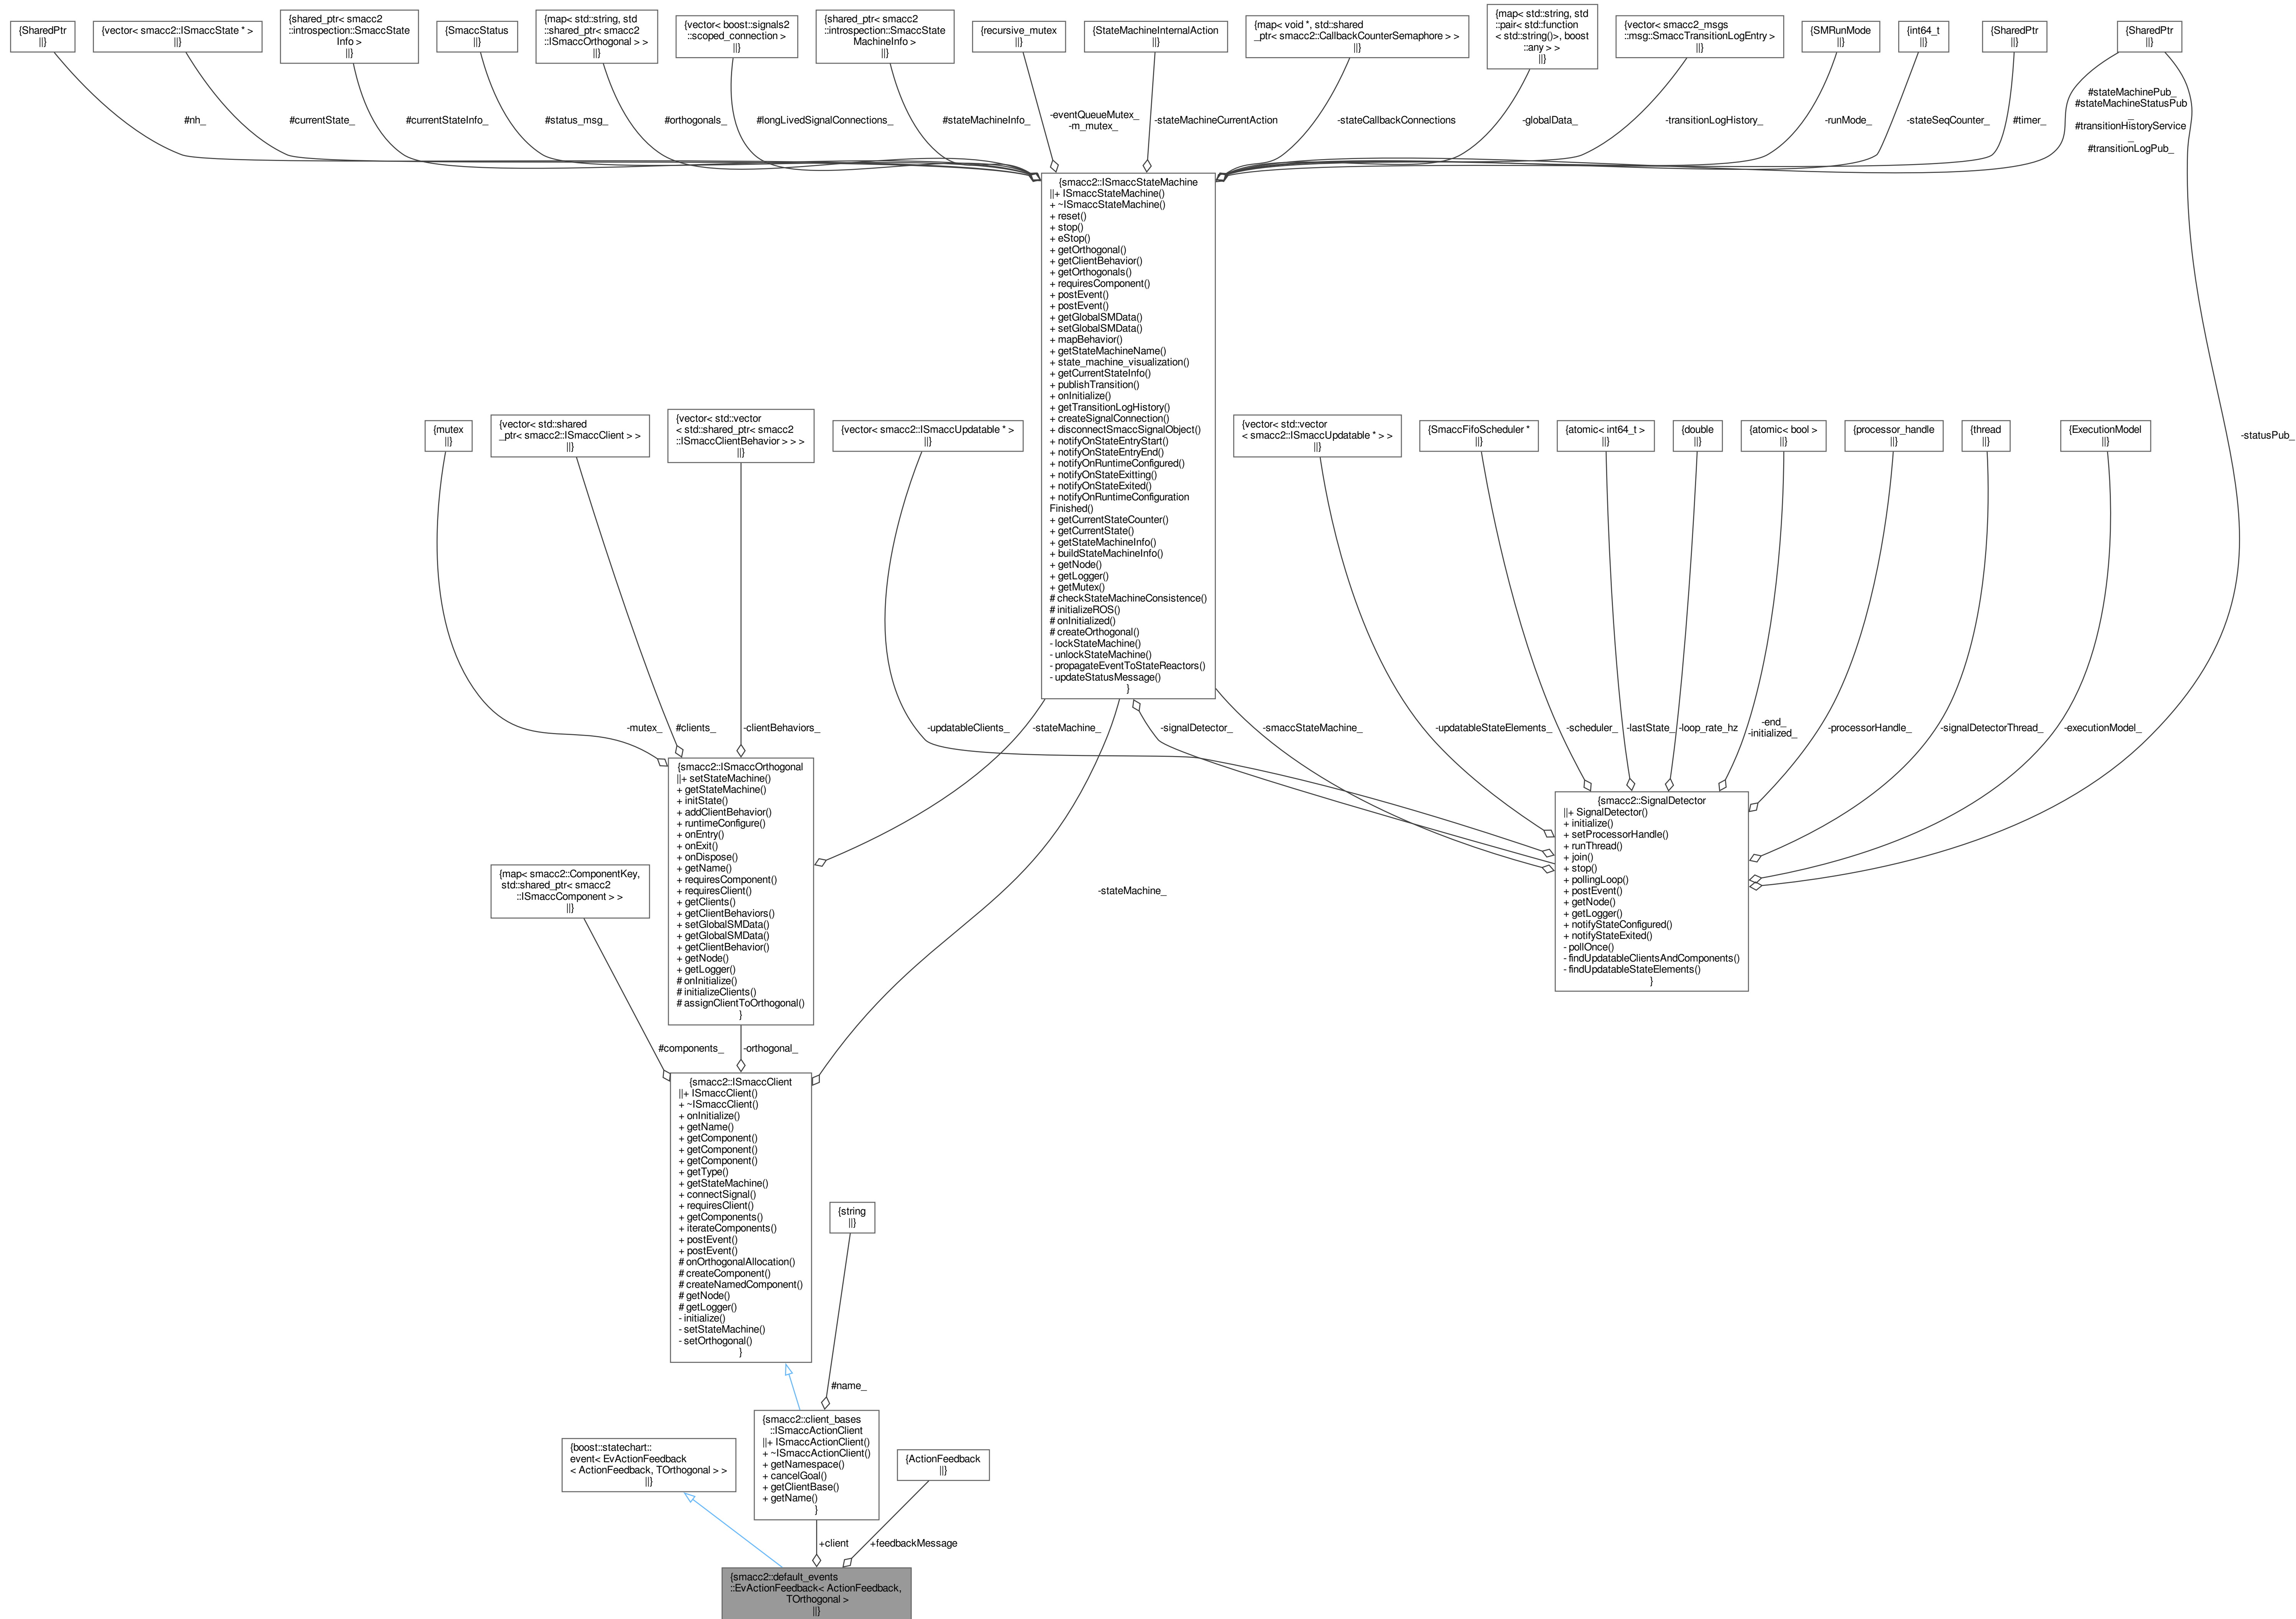 {SharedPtr
||}
{vector< smacc2::ISmaccState * >
||}
{shared_ptr< smacc2
::introspection::SmaccState
Info >
||}
{SmaccStatus
||}
{map< std::string, std
::shared_ptr< smacc2
::ISmaccOrthogonal > >
||}
{vector< boost::signals2
::scoped_connection >
||}
{shared_ptr< smacc2
::introspection::SmaccState
MachineInfo >
||}
{recursive_mutex
||}
{StateMachineInternalAction
||}
{map< void *, std::shared
_ptr< smacc2::CallbackCounterSemaphore > >
||}
{map< std::string, std
::pair< std::function
< std::string()>, boost
::any > >
||}
{vector< smacc2_msgs
::msg::SmaccTransitionLogEntry >
||}
{SMRunMode
||}
{int64_t
||}
{SharedPtr
||}
{SharedPtr
||}
#nh_
#currentState_
#currentStateInfo_
#status_msg_
#orthogonals_
#longLivedSignalConnections_
#stateMachineInfo_
-eventQueueMutex_
-m_mutex_
-stateMachineCurrentAction
-stateCallbackConnections
-globalData_
-transitionLogHistory_
-runMode_
-stateSeqCounter_
#timer_
#stateMachinePub_
#stateMachineStatusPub
_
#transitionHistoryService
_
#transitionLogPub_
{smacc2::ISmaccStateMachine
||+ ISmaccStateMachine()
+ ~ISmaccStateMachine()
+ reset()
+ stop()
+ eStop()
+ getOrthogonal()
+ getClientBehavior()
+ getOrthogonals()
+ requiresComponent()
+ postEvent()
+ postEvent()
+ getGlobalSMData()
+ setGlobalSMData()
+ mapBehavior()
+ getStateMachineName()
+ state_machine_visualization()
+ getCurrentStateInfo()
+ publishTransition()
+ onInitialize()
+ getTransitionLogHistory()
+ createSignalConnection()
+ disconnectSmaccSignalObject()
+ notifyOnStateEntryStart()
+ notifyOnStateEntryEnd()
+ notifyOnRuntimeConfigured()
+ notifyOnStateExitting()
+ notifyOnStateExited()
+ notifyOnRuntimeConfiguration
Finished()
+ getCurrentStateCounter()
+ getCurrentState()
+ getStateMachineInfo()
+ buildStateMachineInfo()
+ getNode()
+ getLogger()
+ getMutex()
# checkStateMachineConsistence()
# initializeROS()
# onInitialized()
# createOrthogonal()
- lockStateMachine()
- unlockStateMachine()
- propagateEventToStateReactors()
- updateStatusMessage()
}
{mutex
||}
{vector< std::shared
_ptr< smacc2::ISmaccClient > >
||}
{vector< std::vector
< std::shared_ptr< smacc2
::ISmaccClientBehavior > > >
||}
{vector< smacc2::ISmaccUpdatable * >
||}
{vector< std::vector
< smacc2::ISmaccUpdatable * > >
||}
{SmaccFifoScheduler *
||}
{atomic< int64_t >
||}
{double
||}
{atomic< bool >
||}
{processor_handle
||}
{thread
||}
{ExecutionModel
||}
-statusPub_
-mutex_
#clients_
-clientBehaviors_
-updatableClients_
-stateMachine_
-signalDetector_
-smaccStateMachine_
-updatableStateElements_
-scheduler_
-lastState_
-loop_rate_hz
-end_
-initialized_
-processorHandle_
-signalDetectorThread_
-executionModel_
{smacc2::ISmaccOrthogonal
||+ setStateMachine()
+ getStateMachine()
+ initState()
+ addClientBehavior()
+ runtimeConfigure()
+ onEntry()
+ onExit()
+ onDispose()
+ getName()
+ requiresComponent()
+ requiresClient()
+ getClients()
+ getClientBehaviors()
+ setGlobalSMData()
+ getGlobalSMData()
+ getClientBehavior()
+ getNode()
+ getLogger()
# onInitialize()
# initializeClients()
# assignClientToOrthogonal()
}
{smacc2::SignalDetector
||+ SignalDetector()
+ initialize()
+ setProcessorHandle()
+ runThread()
+ join()
+ stop()
+ pollingLoop()
+ postEvent()
+ getNode()
+ getLogger()
+ notifyStateConfigured()
+ notifyStateExited()
- pollOnce()
- findUpdatableClientsAndComponents()
- findUpdatableStateElements()
}
{map< smacc2::ComponentKey,
std::shared_ptr< smacc2
::ISmaccComponent > >
||}
-stateMachine_
#components_
-orthogonal_
{smacc2::ISmaccClient
||+ ISmaccClient()
+ ~ISmaccClient()
+ onInitialize()
+ getName()
+ getComponent()
+ getComponent()
+ getComponent()
+ getType()
+ getStateMachine()
+ connectSignal()
+ requiresClient()
+ getComponents()
+ iterateComponents()
+ postEvent()
+ postEvent()
# onOrthogonalAllocation()
# createComponent()
# createNamedComponent()
# getNode()
# getLogger()
- initialize()
- setStateMachine()
- setOrthogonal()
}
{string
||}
#name_
{smacc2::client_bases
::ISmaccActionClient
||+ ISmaccActionClient()
+ ~ISmaccActionClient()
+ getNamespace()
+ cancelGoal()
+ getClientBase()
+ getName()
}
{boost::statechart::
event< EvActionFeedback
< ActionFeedback, TOrthogonal > >
||}
{ActionFeedback
||}
+client
+feedbackMessage
{smacc2::default_events
::EvActionFeedback< ActionFeedback,
TOrthogonal >
||}